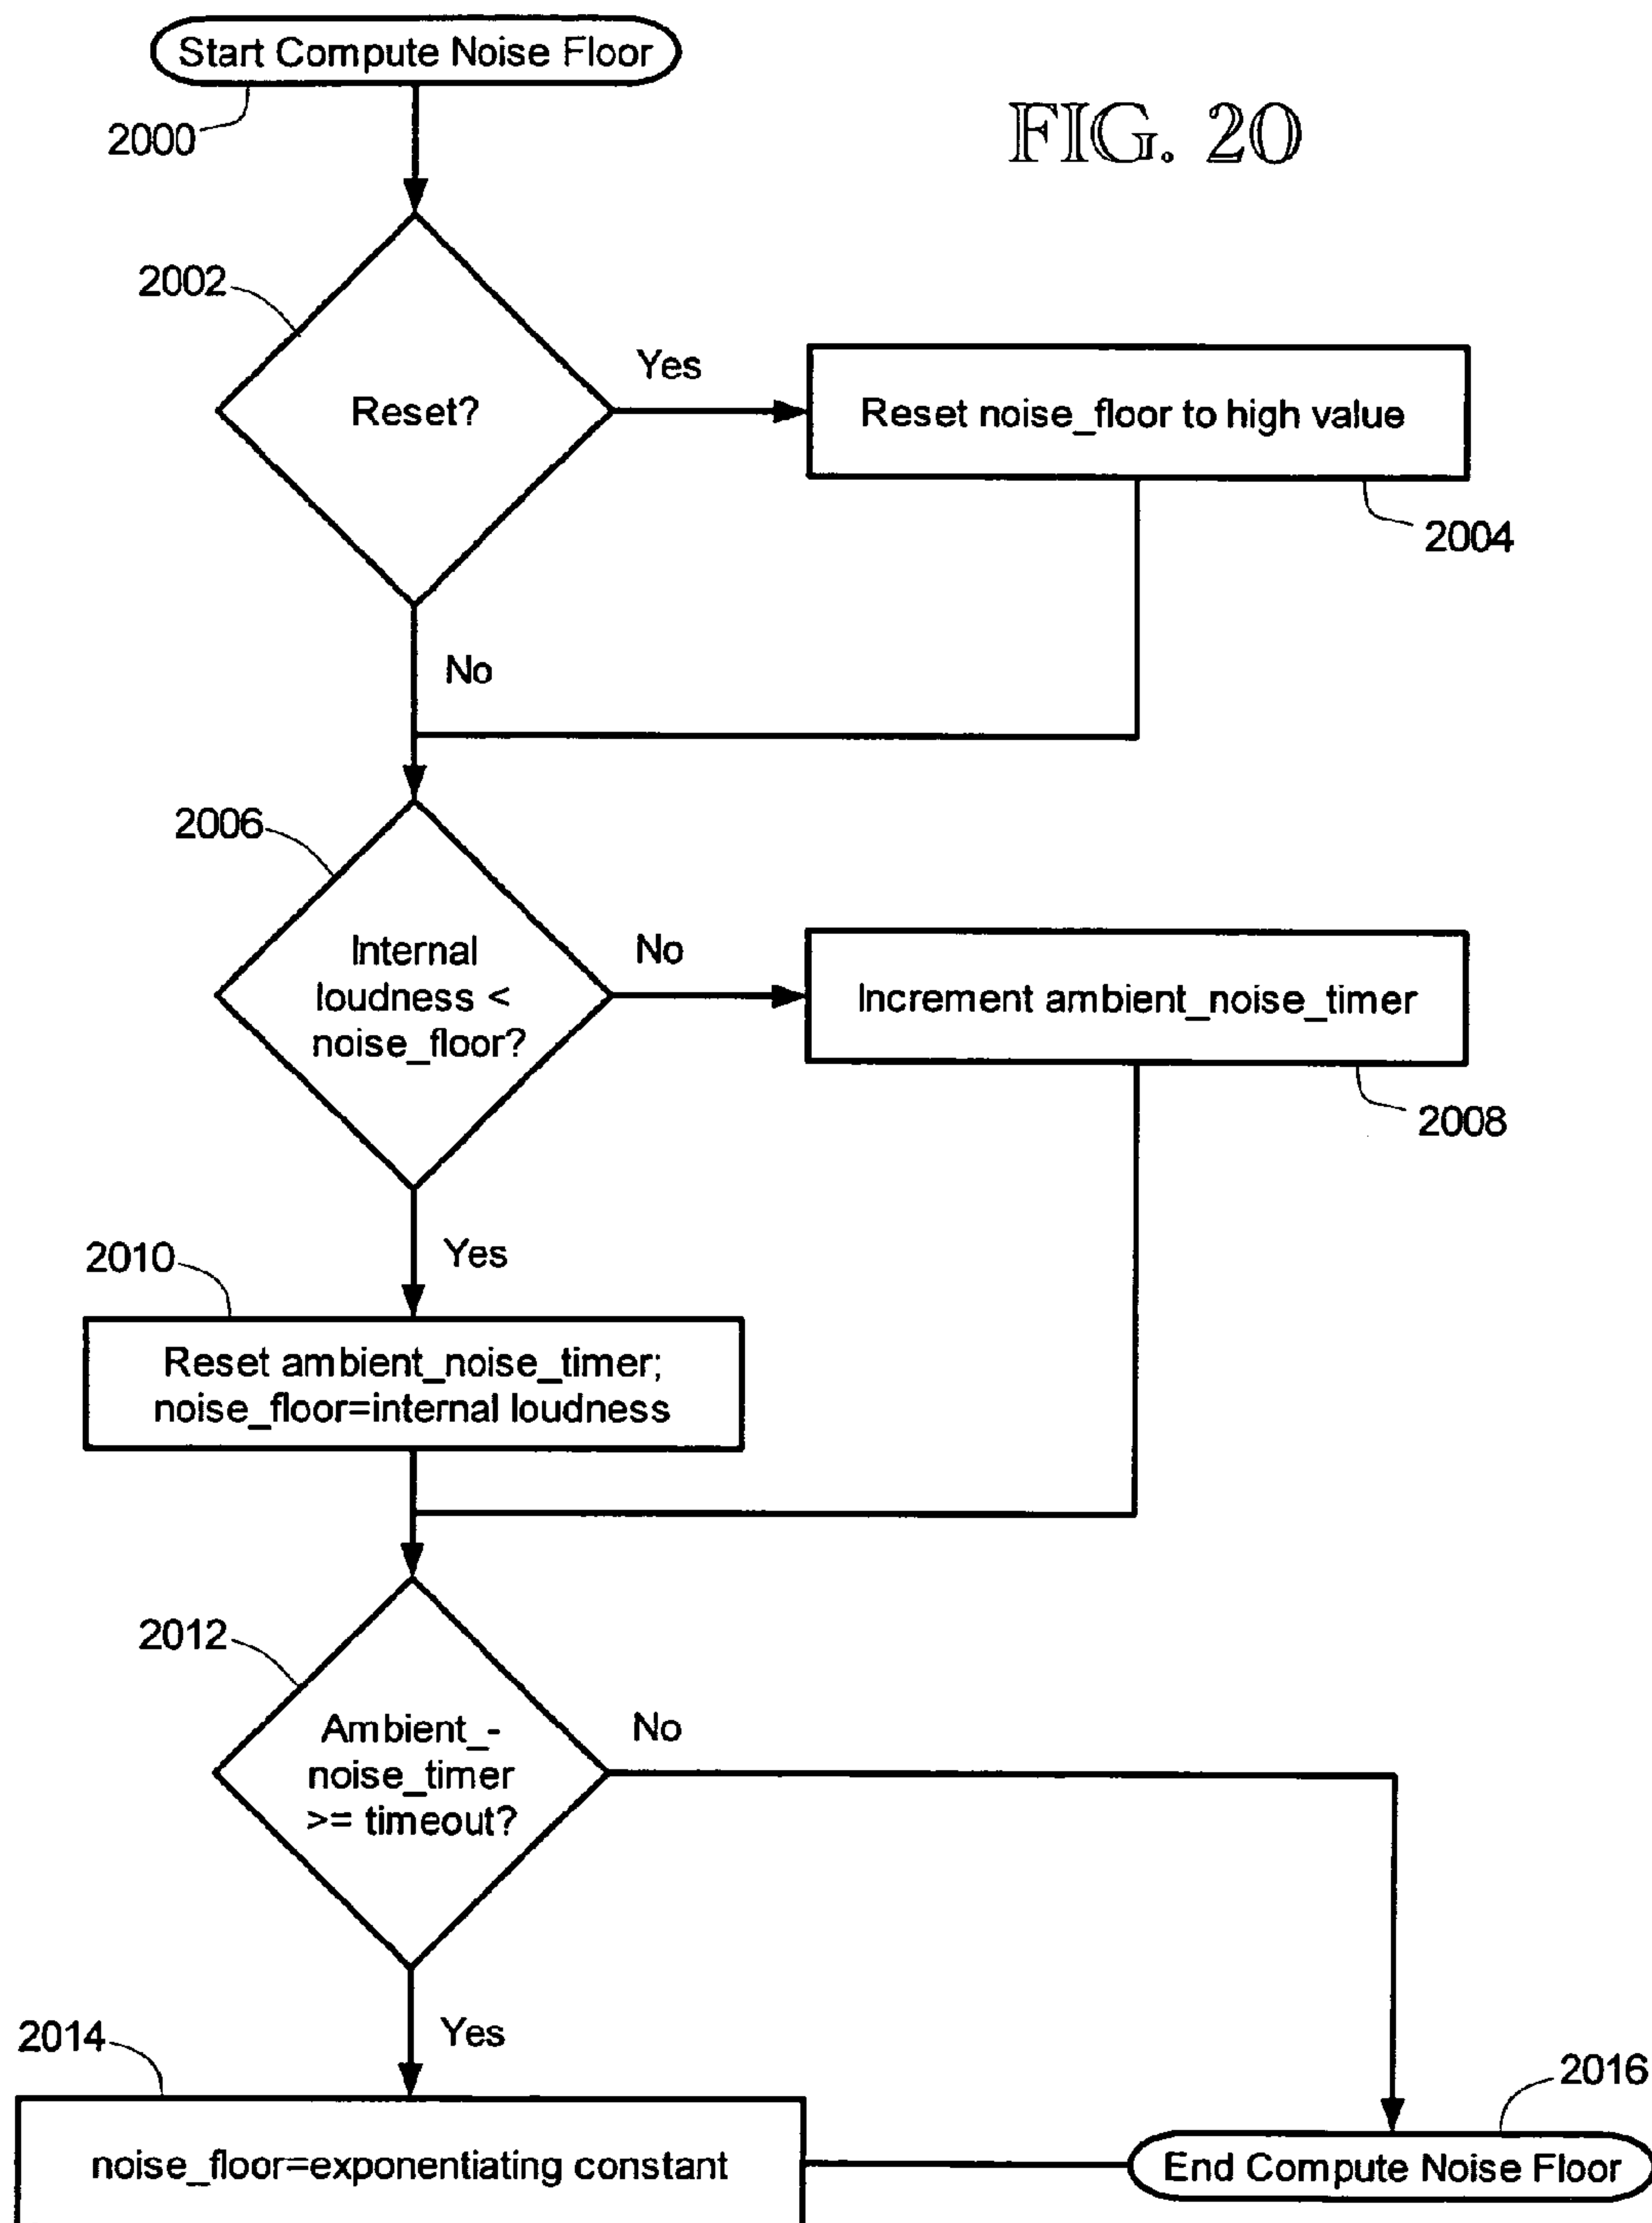 Start Compute Noise Floor
2000
FIG. 20
2002
Reset?
Yes
Reset noise_floor to high value
2004
No
2006
Internal
loudness <
noise_floor?
No
Increment ambient_noise_timer
2008
Yes
2010
Reset ambient_noise_timer;
noise_floor=internal loudness
2012
Ambient_-
noise_timer
>= timeout?
No
Yes
2014
noise_floor=exponentiating constant
2016
End Compute Noise Floor